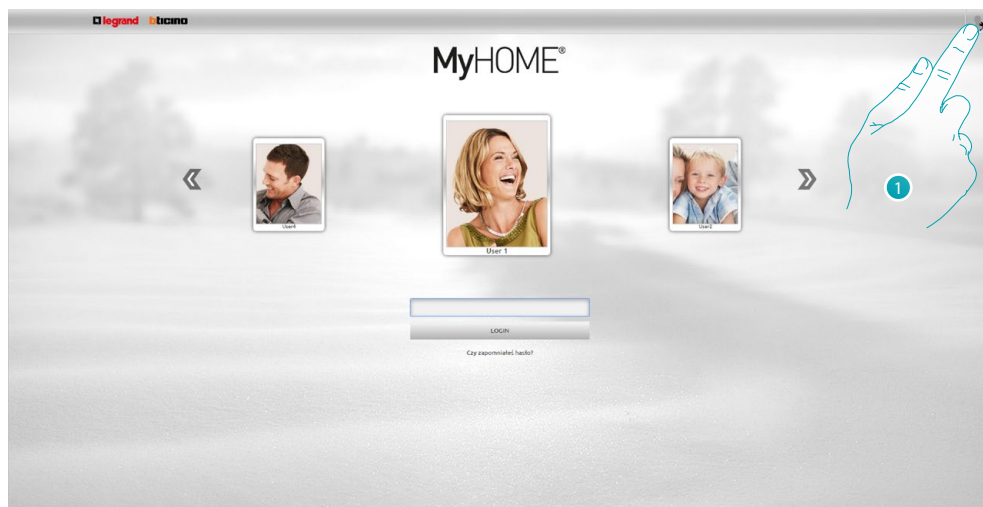 legrand bticino
MyHOME®
User4
User 1
User2
1
LOGIN
Czy zapomniałeś hasło?